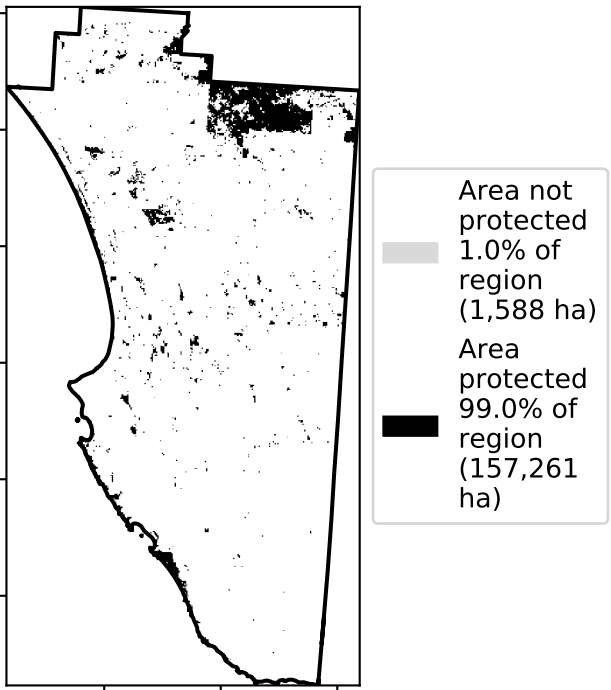 Area not
protected
1.0% of
region
(1,588 ha)
Area
protected
99.0% of
region
(157,261
ha)